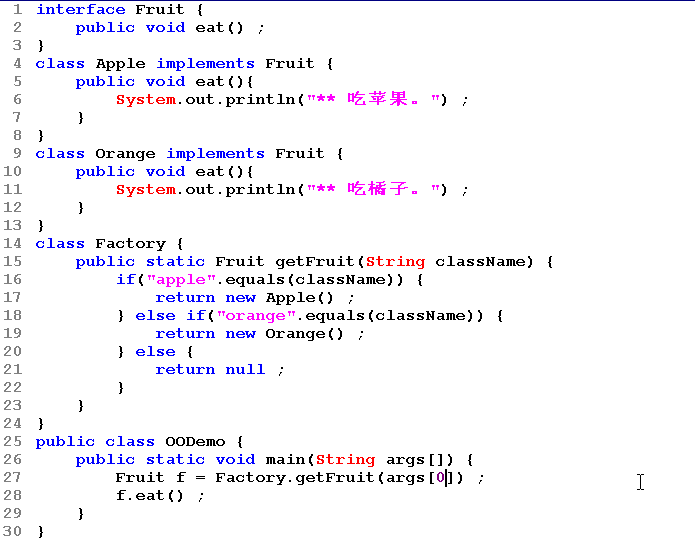 1 interface Fruit {
2     public void eat() ;
3 }
4 class Apple implements Fruit {
5     public void eat(){
6         System.out.println("** 吃苹果。") ;
7     }
8 }
9 class Orange implements Fruit {
10     public void eat(){
11         System.out.println("** 吃橘子。") ;
12     }
13 }
14 class Factory {
15     public static Fruit getFruit(String className) {
16         if("apple".equals(className)) {
17             return new Apple() ;
18         } else if("orange".equals(className)) {
19             return new Orange() ;
20         } else {
21             return null ;
22         }
23     }
24 }
25 public class OODemo {
26     public static void main(String args[]) {
27         Fruit f = Factory.getFruit(args[0]) ;
28         f.eat() ;
29     }
30 }